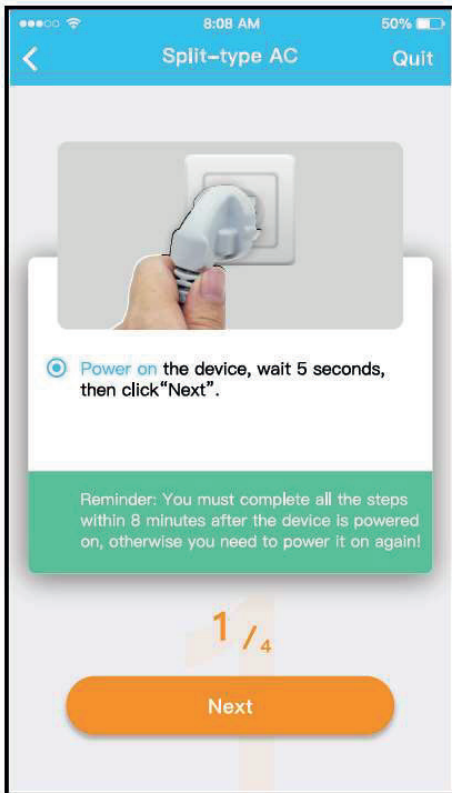 8:08 AM
50%
Split-type AC
Quit
Power on the device, wait 5 seconds,
then click“Next”.
Reminder: You must complete all the steps
within 8 minutes after the device is powered
on, otherwise you need to power it on again!
1/4
Next